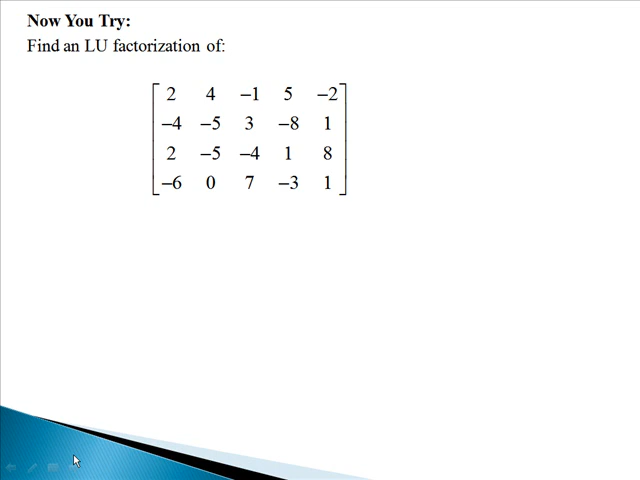 Now You Try:
Find an LU factorization of:
2 4 −1 5 −2
−4 −5 3 −8 1
2 −5 −4 1 8
−6 0 7 −3 1